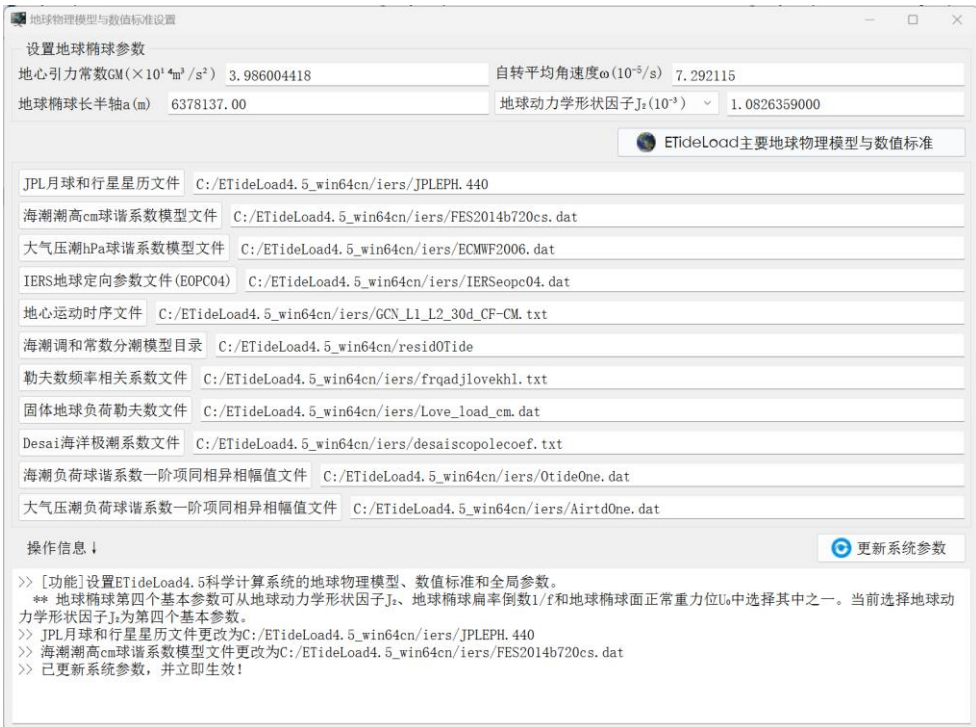 地球物理模型与数值标准设置
设置地球椭球参数
地心引力常数GM(×10¹⁴m³/s²) 3.986004418 自转平均角速度ω(10⁻⁵/s) 7.292115
地球椭球长半轴a(m) 6378137.00 地球动力学形状因子J₂(10⁻³) 1.0826359000
ETideLoad主要地球物理模型与数值标准
JPL月球和行星星历文件 C:/ETideLoad4.5_win64cn/iers/JPLEPH.440
海潮潮高cm球谐系数模型文件 C:/ETideLoad4.5_win64cn/iers/FES2014b720cs.dat
大气压潮hPa球谐系数模型文件 C:/ETideLoad4.5_win64cn/iers/ECMWF2006.dat
IERS地球定向参数文件(EOPC04) C:/ETideLoad4.5_win64cn/iers/IERSeopc04.dat
地心运动时序文件 C:/ETideLoad4.5_win64cn/iers/GCN_L1_L2_30d_CF-CM.txt
海潮调和常数分潮模型目录 C:/ETideLoad4.5_win64cn/residOTide
勒夫数频率相关系数文件 C:/ETideLoad4.5_win64cn/iers/frqadjlovekhl.txt
固体地球负荷勒夫数文件 C:/ETideLoad4.5_win64cn/iers/Love_load_cm.dat
Desai海洋极潮系数文件 C:/ETideLoad4.5_win64cn/iers/desaiscopolecoef.txt
海潮负荷球谐系数一阶项同相异相幅值文件 C:/ETideLoad4.5_win64cn/iers/OtideOne.dat
大气压潮负荷球谐系数一阶项同相异相幅值文件 C:/ETideLoad4.5_win64cn/iers/AirtdOne.dat
操作信息↓ 更新系统参数
>> [功能]设置ETideLoad4.5科学计算系统的地球物理模型、数值标准和全局参数。
** 地球椭球第四个基本参数可从地球动力学形状因子J₂、地球椭球扁率倒数1/f和地球椭球面正常重力位U₀中选择其中之一。当前选择地球动
力学形状因子J₂为第四个基本参数。
>> JPL月球和行星星历文件更改为C:/ETideLoad4.5_win64cn/iers/JPLEPH.440
>> 海潮潮高cm球谐系数模型文件更改为C:/ETideLoad4.5_win64cn/iers/FES2014b720cs.dat
>> 已更新系统参数，并立即生效！